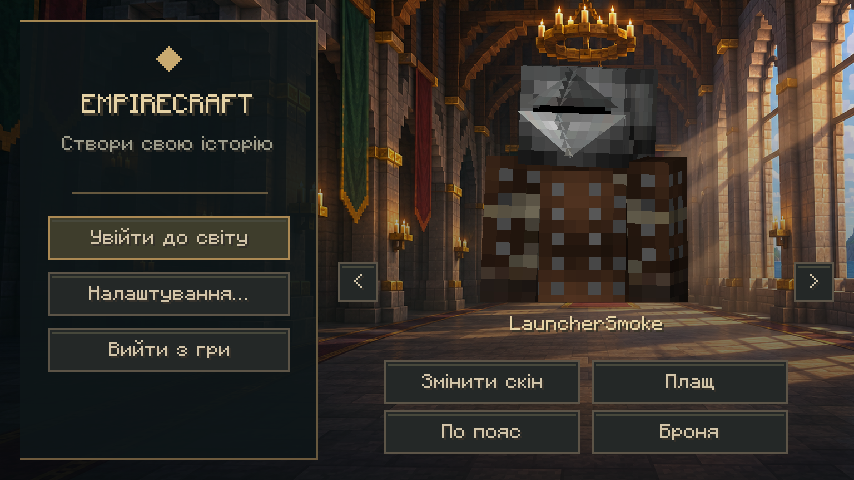 EMPIRECRAFT
Створи свою історію
Увійти до світу
Налаштування...
Вийти з гри
<
>
LauncherSmoke
Змінити скін
Плащ
По пояс
Броня